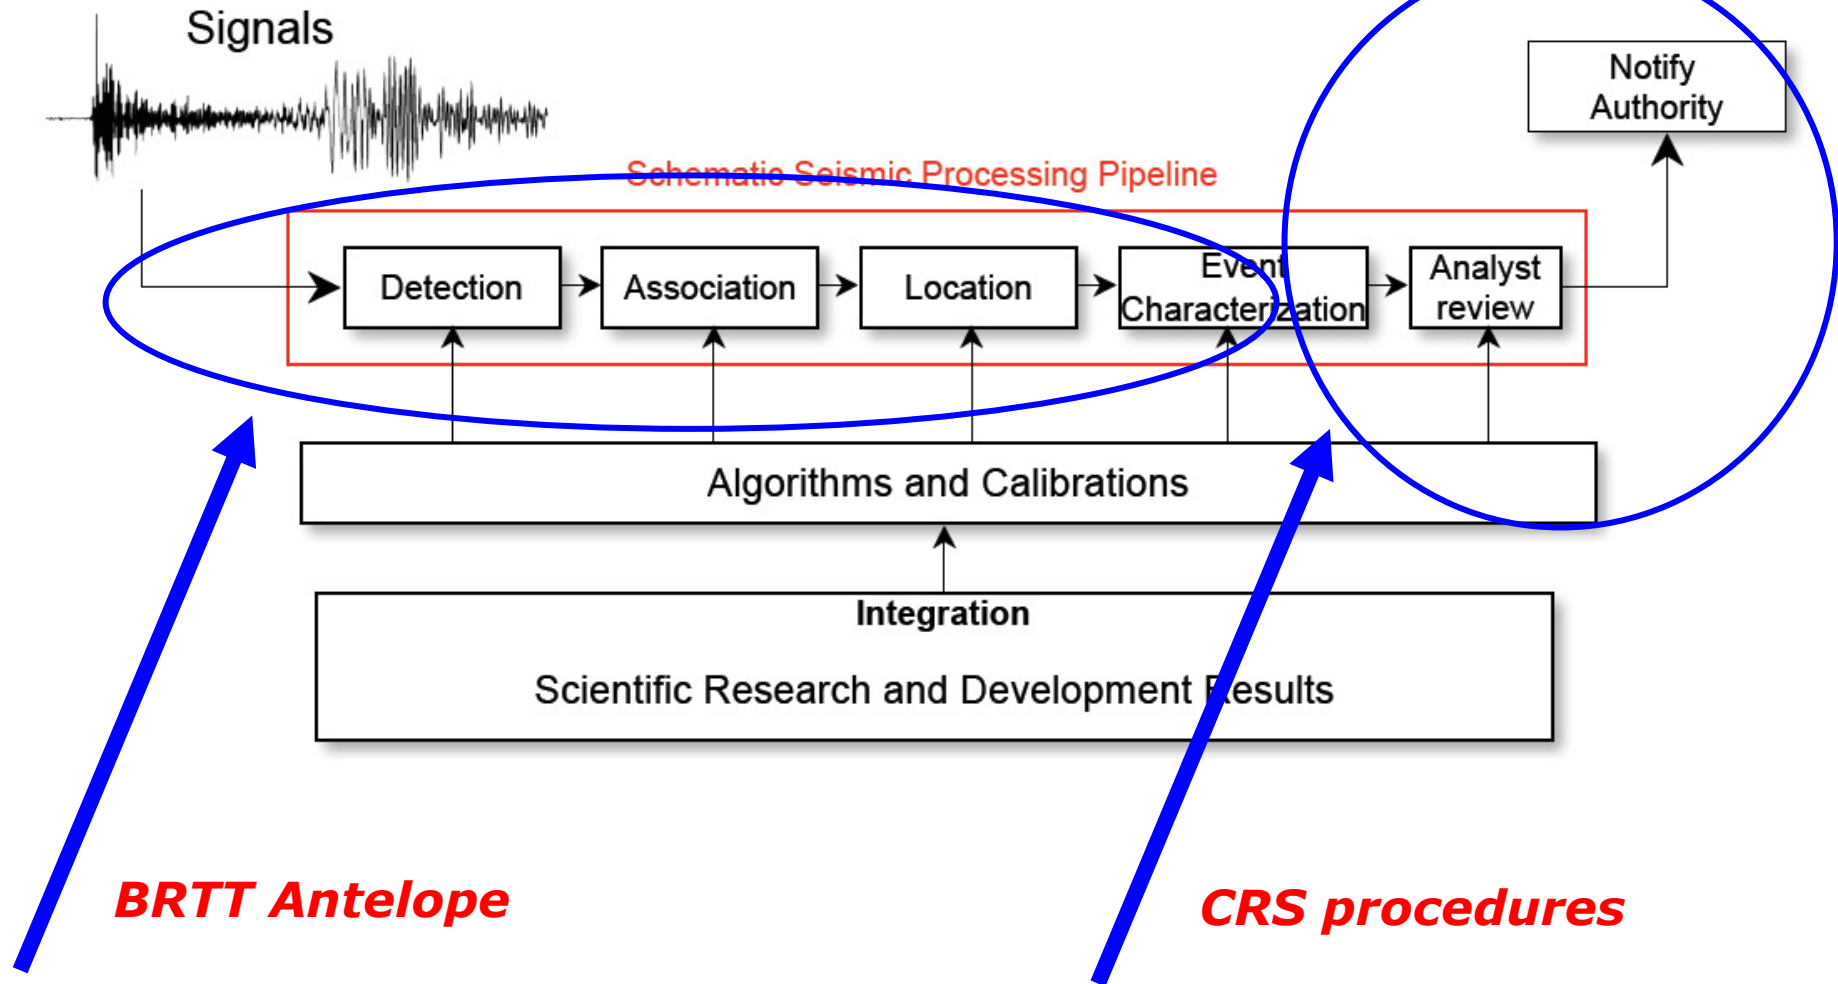 Signals
Notify
Authority
Schematic Seismic Processing Pipeline
Detection
Association
Location
Event
Characterization
Analyst
review
Algorithms and Calibrations
Integration
Scientific Research and Development Results
BRTT Antelope
CRS procedures